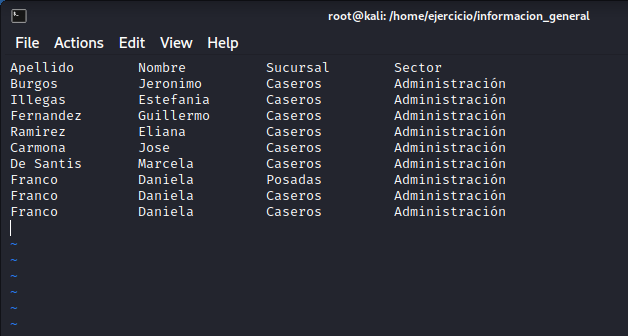 root@kali: /home/ejercicio/informacion_general
File Actions Edit View Help
Apellido Nombre Sucursal Sector
Burgos Jeronimo Caseros Administración
Illegas Estefania Caseros Administración
Fernandez Guillermo Caseros Administración
Ramirez Eliana Caseros Administración
Carmona Jose Caseros Administración
De Santis Marcela Caseros Administración
Franco Daniela Posadas Administración
Franco Daniela Caseros Administración
Franco Daniela Caseros Administración
~
~
~
~
~
~